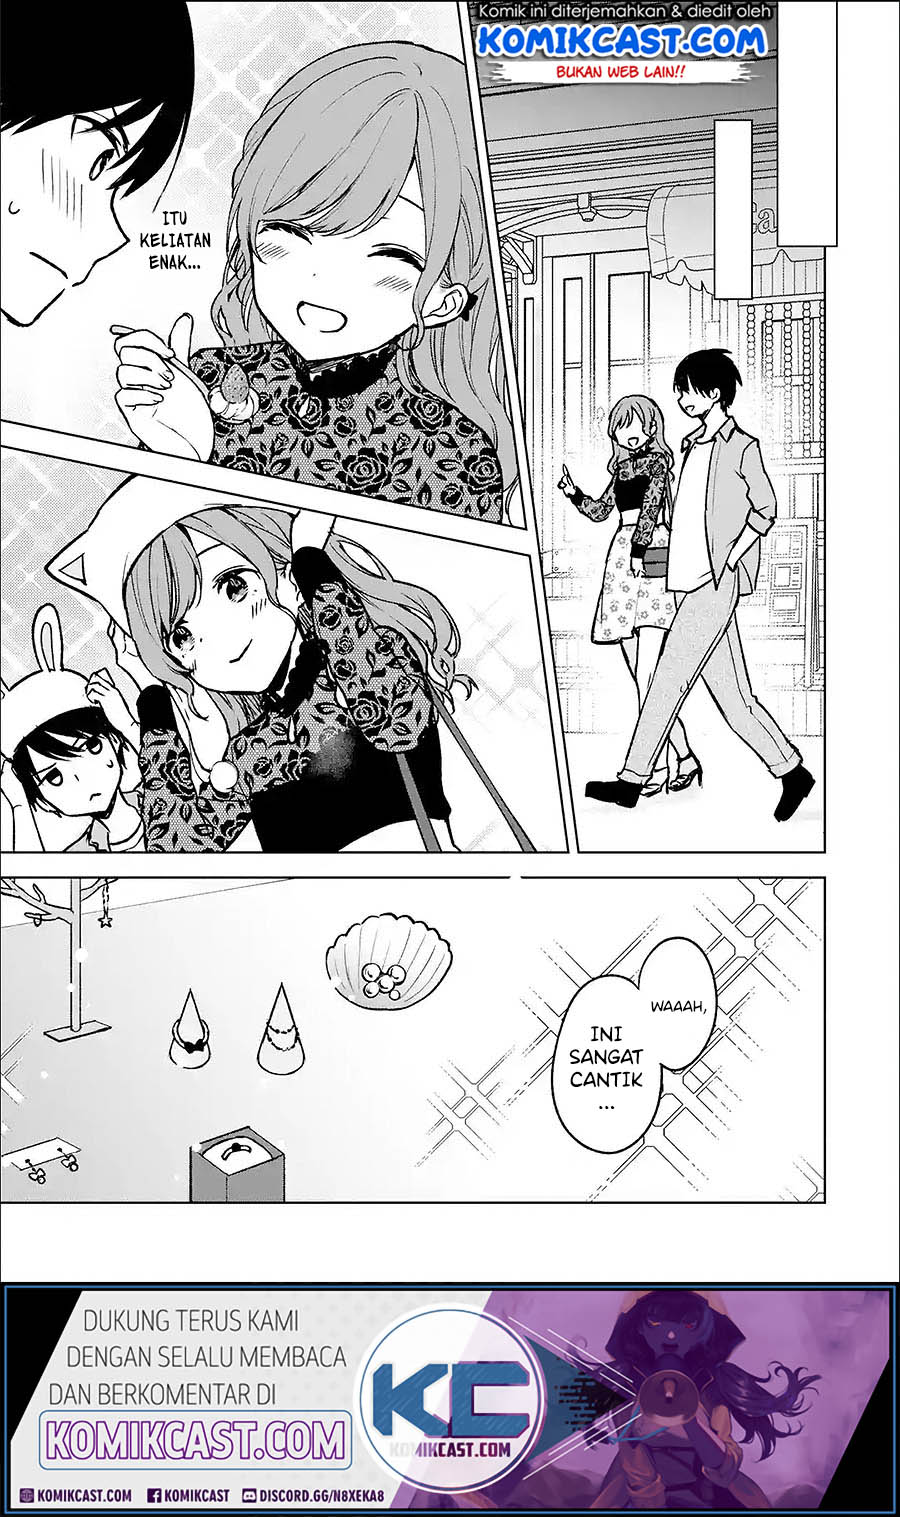 Komik ini diterjemahkan & diedit oleh
KOMIKCAST.COM
BUKAN WEB LAIN!!
ITU
KELIATAN
ENAK...
WAAAH,
INI
SANGAT
CANTIK
...
DUKUNG TERUS KAMI
DENGAN SELALU MEMBACA
DAN BERKOMENTAR DI
KOMIKCAST.COM
KC
KOMIKCAST.COM
KOMIKCAST.COM
KOMIKCAST
DISCORD.GG/N8XEKA8